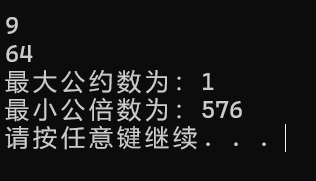 9
64
最大公约数为: 1
最小公倍数为: 576
请按任意键继续. . .